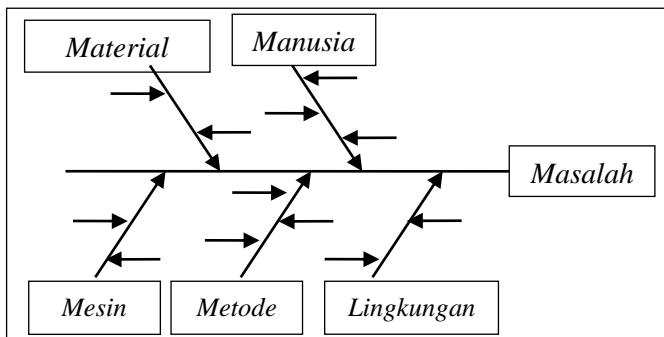 Material
Manusia
Masalah
Mesin
Metode
Lingkungan